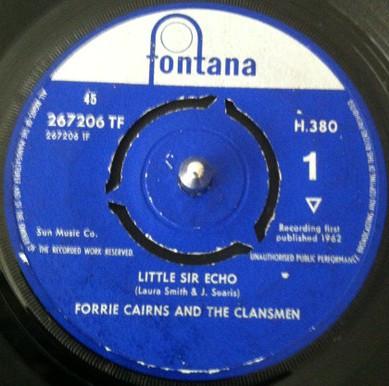 fontana
45
267206 TF
267206 TF
H.380
1
Sun Music Co.
Recording first
published 1962
OF THE RECORDED WORK RESERVED.
UNAUTHORISED PUBLIC PERFORMANCE
LITTLE SIR ECHO
(Laura Smith & J. Searis)
FORRIE CAIRNS AND THE CLANSMEN